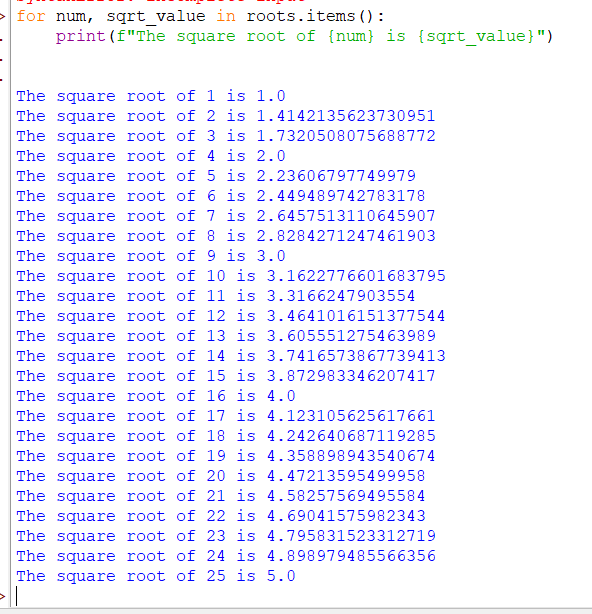 for num, sqrt_value in roots.items():
    print(f"The square root of {num} is {sqrt_value}")
The square root of 1 is 1.0
The square root of 2 is 1.4142135623730951
The square root of 3 is 1.7320508075688772
The square root of 4 is 2.0
The square root of 5 is 2.23606797749979
The square root of 6 is 2.449489742783178
The square root of 7 is 2.6457513110645907
The square root of 8 is 2.8284271247461903
The square root of 9 is 3.0
The square root of 10 is 3.1622776601683795
The square root of 11 is 3.3166247903554
The square root of 12 is 3.4641016151377544
The square root of 13 is 3.605551275463989
The square root of 14 is 3.7416573867739413
The square root of 15 is 3.872983346207417
The square root of 16 is 4.0
The square root of 17 is 4.123105625617661
The square root of 18 is 4.242640687119285
The square root of 19 is 4.358898943540674
The square root of 20 is 4.47213595499958
The square root of 21 is 4.58257569495584
The square root of 22 is 4.69041575982343
The square root of 23 is 4.795831523312719
The square root of 24 is 4.898979485566356
The square root of 25 is 5.0